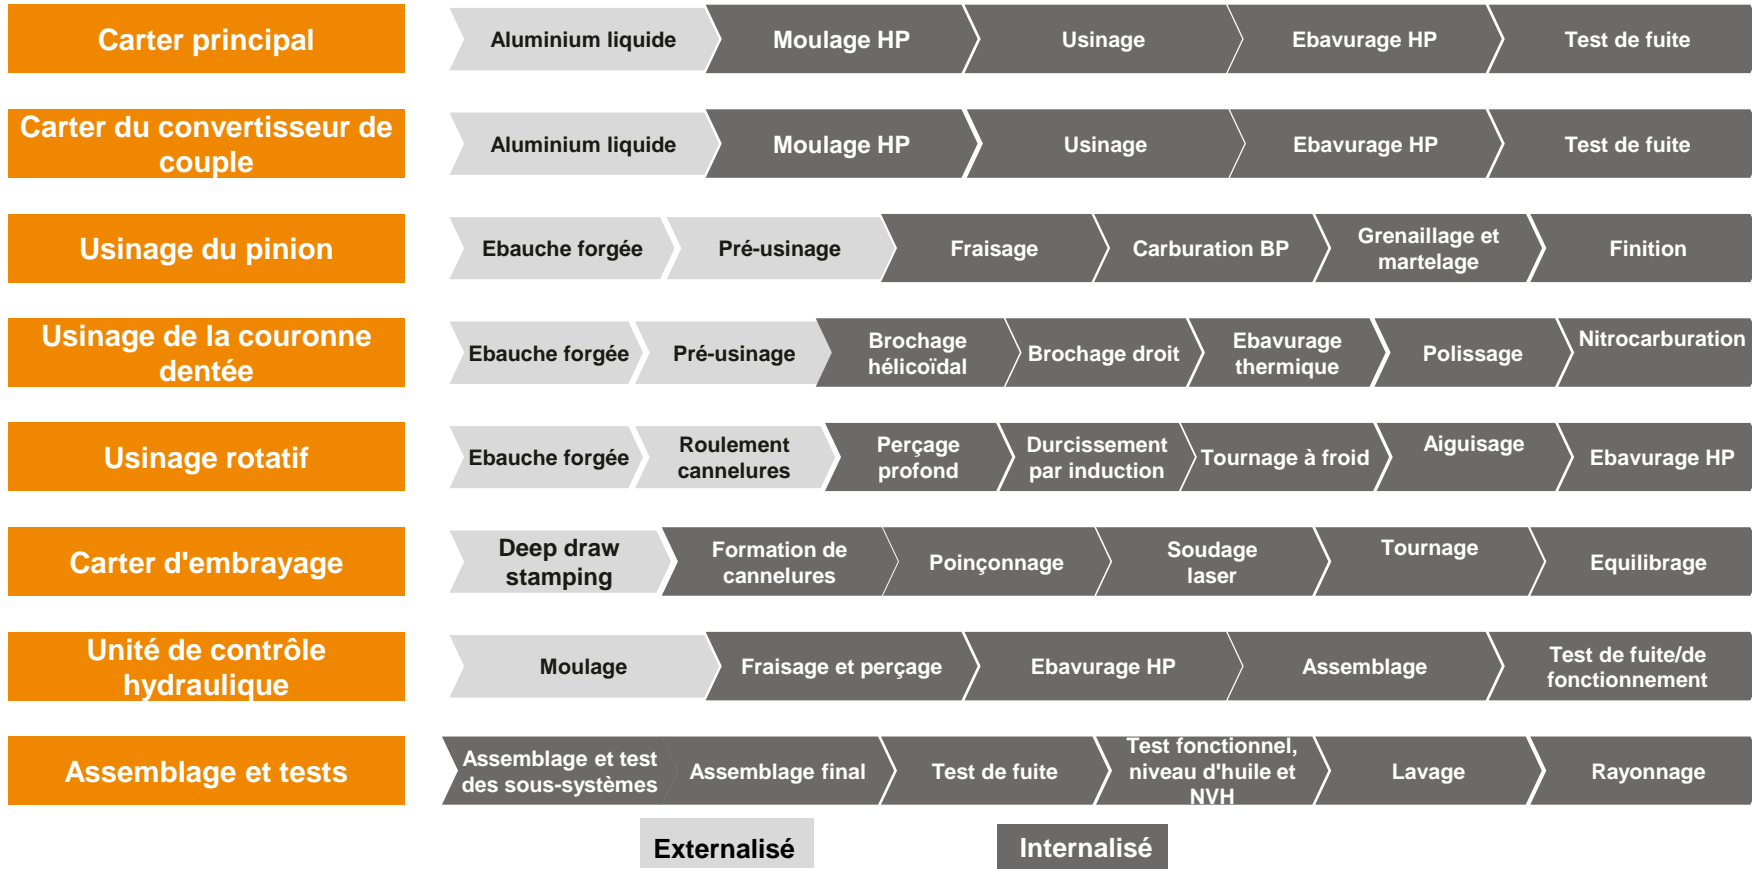 Carter principal
Aluminium liquide
Moulage HP
Usinage
Ebavurage HP
Test de fuite
Carter du convertisseur de
couple
Aluminium liquide
Moulage HP
Usinage
Ebavurage HP
Test de fuite
Usinage du pinion
Ebauche forgée
Pré-usinage
Fraisage
Carburation BP
Grenaillage et
martelage
Finition
Usinage de la couronne
dentée
Ebauche forgée
Pré-usinage
Brochage
hélicoïdal
Brochage droit
Ebavurage
thermique
Polissage
Nitrocarburation
Usinage rotatif
Ebauche forgée
Roulement
cannelures
Perçage
profond
Durcissement
par induction
Tournage à froid
Aiguisage
Ebavurage HP
Carter d'embrayage
Deep draw
stamping
Formation de
cannelures
Poinçonnage
Soudage
laser
Tournage
Equilibrage
Unité de contrôle
hydraulique
Moulage
Fraisage et perçage
Ebavurage HP
Assemblage
Test de fuite/de
fonctionnement
Assemblage et tests
Assemblage et test
des sous-systèmes
Assemblage final
Test de fuite
Test fonctionnel,
niveau d'huile et
NVH
Lavage
Rayonnage
Externalisé
Internalisé